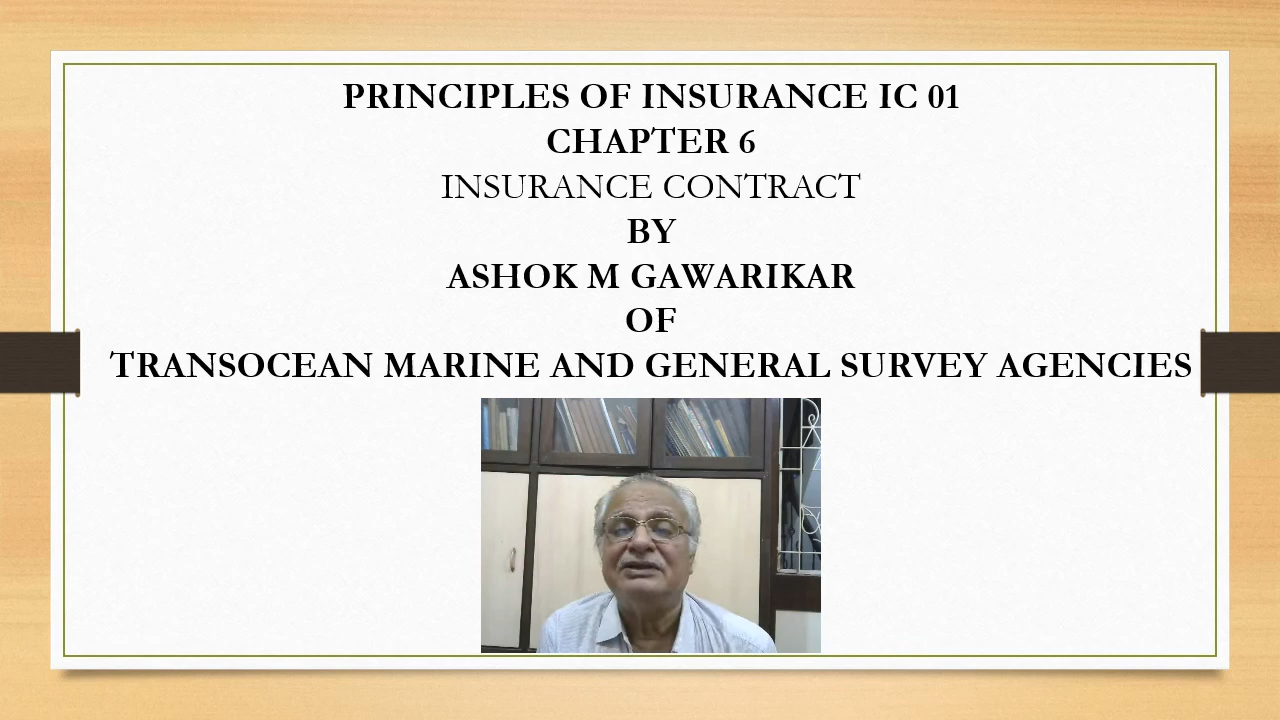 PRINCIPLES OF INSURANCE IC 01
CHAPTER 6
INSURANCE CONTRACT
BY
ASHOK M GAWARIKAR
OF
TRANSOCEAN MARINE AND GENERAL SURVEY AGENCIES